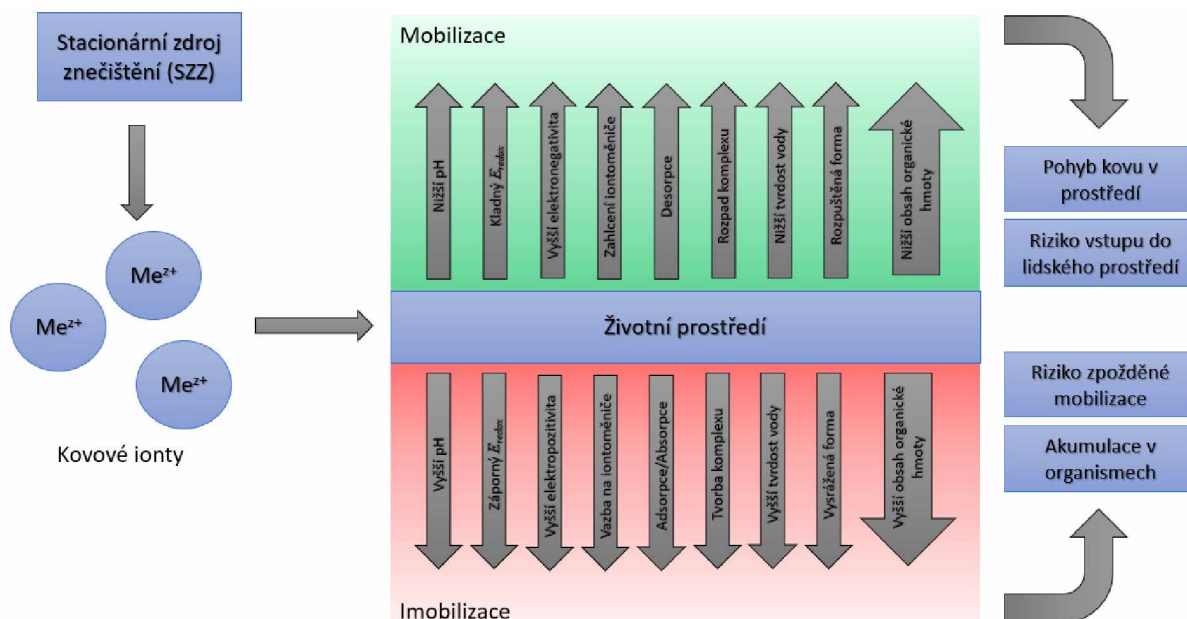 Stacionární zdroj
znečištění (SZZ)
Me^z+
Me^z+
Me^z+
Kovové ionty
Mobilizace
Nižší pH
Kladný E_redox
Vyšší elektronegativita
Zahlcení iontoměniče
Desorpce
Rozpad komplexu
Nižší tvrdost vody
Rozpuštěná forma
Nižší obsah organické
hmoty
Životní prostředí
Vyšší pH
Záporný E_redox
Vyšší elektropozitivita
Vazba na iontoměniče
Adsorpce/Absorpce
Tvorba komplexu
Vyšší tvrdost vody
Vysrážená forma
Vyšší obsah organické
hmoty
Imobilizace
Pohyb kovu v
prostředí
Riziko vstupu do
lidského prostředí
Riziko zpožděné
mobilizace
Akumulace v
organismech